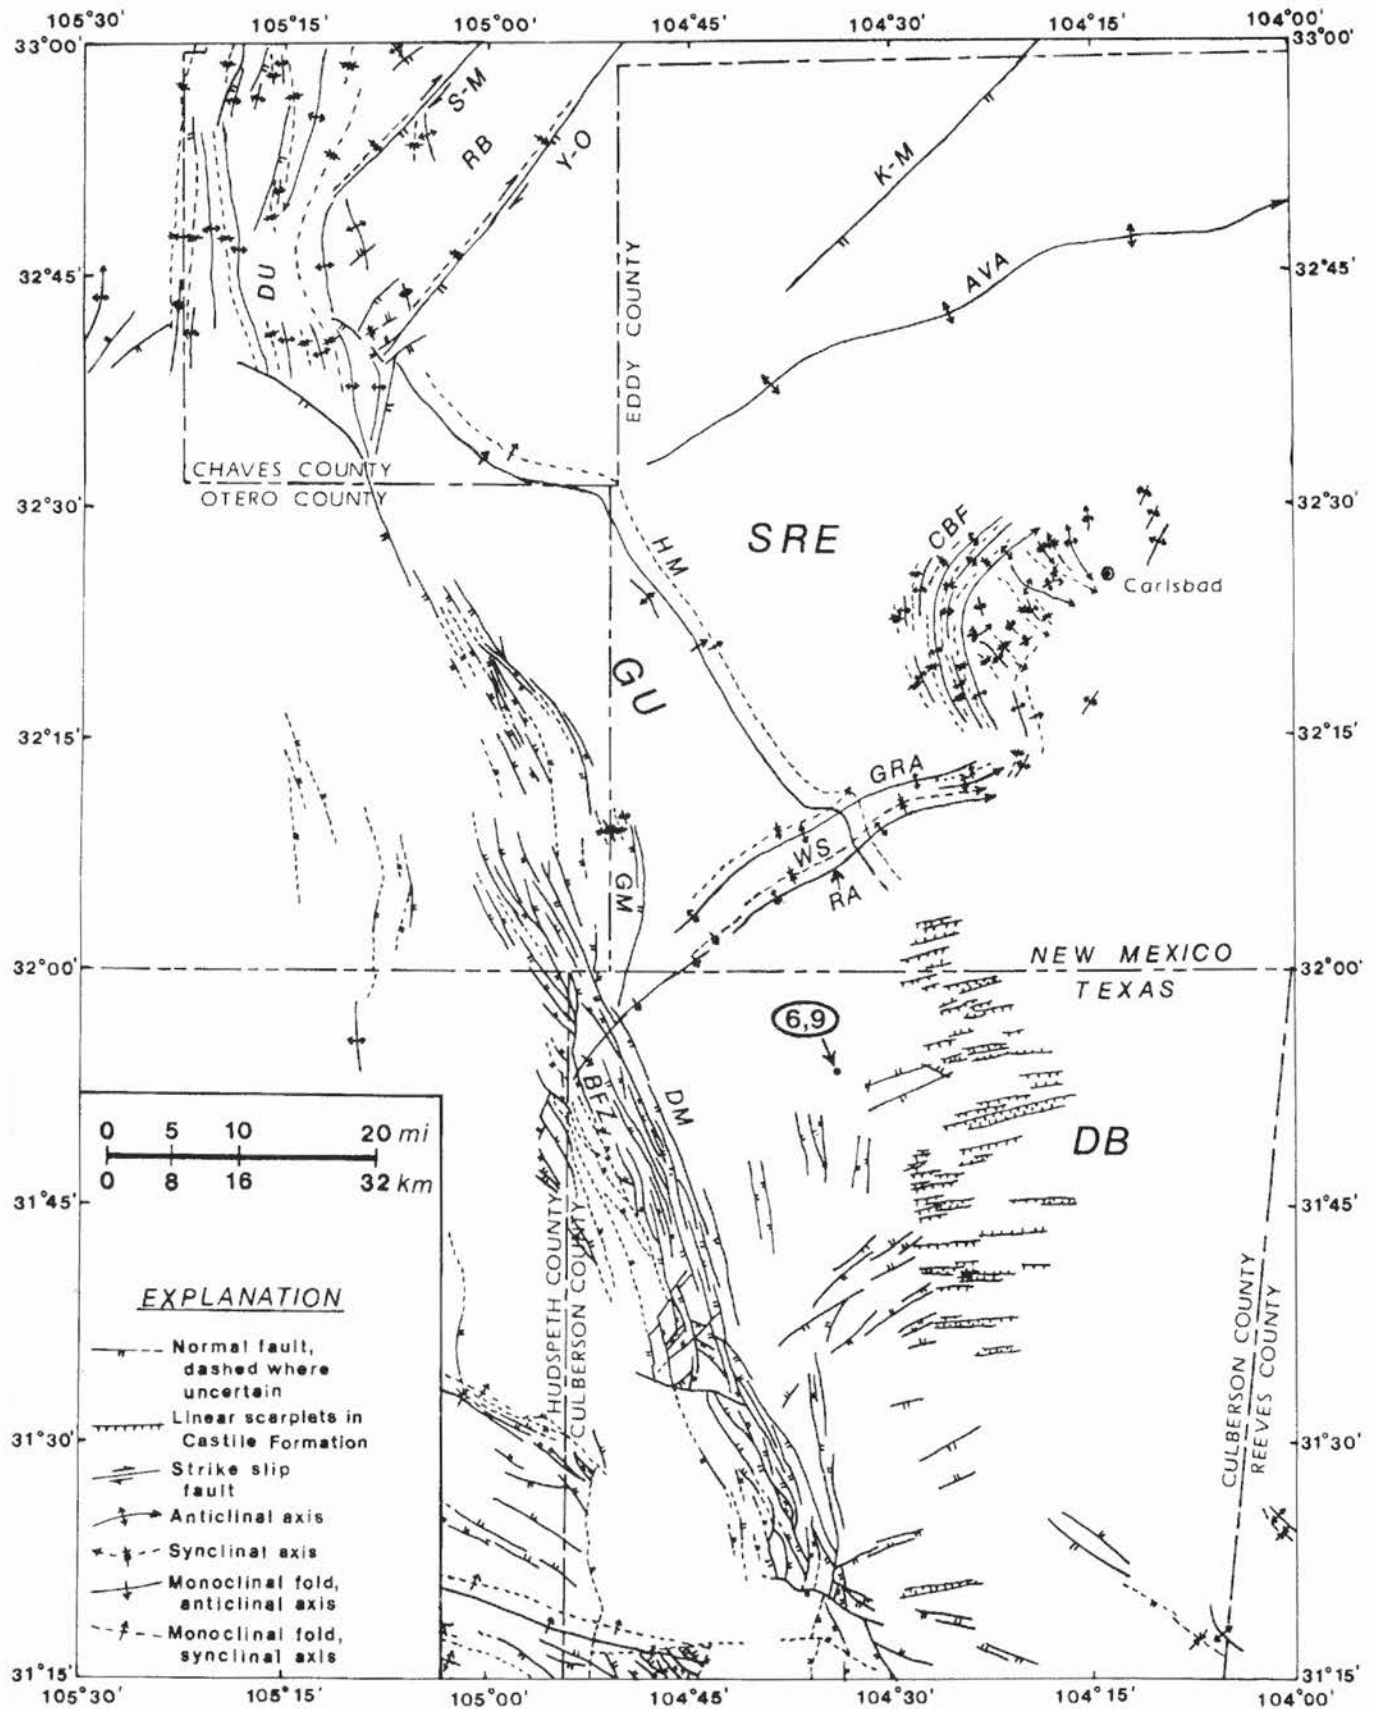 105°30' 105°15' 105°00' 104°45' 104°30' 104°15' 104°00'
33°00' 33°00'
S-M
RB
Y-O
K-M
DU
AVA
32°45' 32°45'
EDDY COUNTY
CHAVES COUNTY
OTERO COUNTY
32°30' 32°30'
HM
SRE
CBF
Carlsbad
GU
32°15' 32°15'
GRA
WS
RA
GM
NEW MEXICO
32°00' 32°00'
TEXAS
6,9
BFZ
DM
DB
0 5 10 20 mi
0 8 16 32 km
31°45' 31°45'
HUDSPETH COUNTY
CULBERSON COUNTY
CULBERSON COUNTY
REEVES COUNTY
EXPLANATION
Normal fault,
dashed where
uncertain
Linear scarplets in
Castile Formation
31°30' 31°30'
Strike slip
fault
Anticlinal axis
Synclinal axis
Monoclinal fold,
anticlinal axis
Monoclinal fold,
synclinal axis
31°15' 31°15'
105°30' 105°15' 105°00' 104°45' 104°30' 104°15' 104°00'